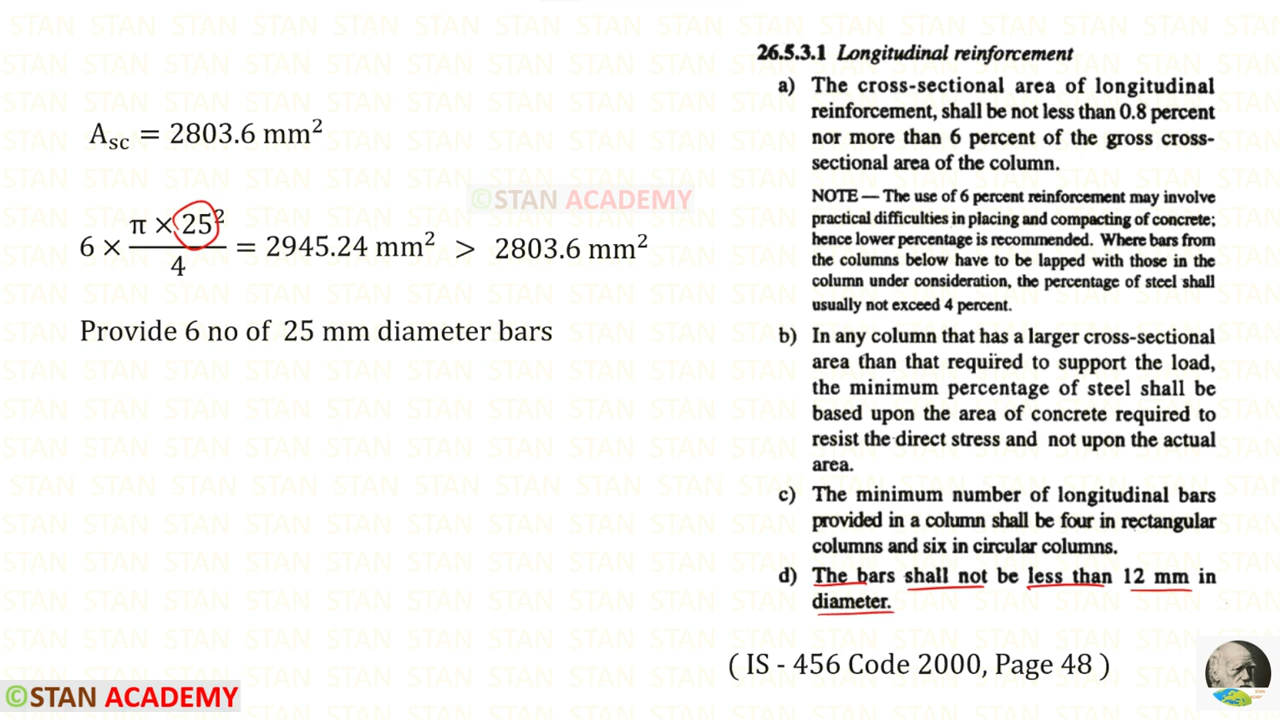 A_sc = 2803.6 mm²
6 × (π × 25²)/4 = 2945.24 mm² > 2803.6 mm²
Provide 6 no of 25 mm diameter bars
©STAN ACADEMY
26.5.3.1 Longitudinal reinforcement
a) The cross-sectional area of longitudinal
reinforcement, shall be not less than 0.8 percent
nor more than 6 percent of the gross cross-
sectional area of the column.
NOTE — The use of 6 percent reinforcement may involve
practical difficulties in placing and compacting of concrete;
hence lower percentage is recommended. Where bars from
the columns below have to be lapped with those in the
column under consideration, the percentage of steel shall
usually not exceed 4 percent.
b) In any column that has a larger cross-sectional
area than that required to support the load,
the minimum percentage of steel shall be
based upon the area of concrete required to
resist the direct stress and not upon the actual
area.
c) The minimum number of longitudinal bars
provided in a column shall be four in rectangular
columns and six in circular columns.
d) The bars shall not be less than 12 mm in
diameter.
( IS - 456 Code 2000, Page 48 )
©STAN ACADEMY